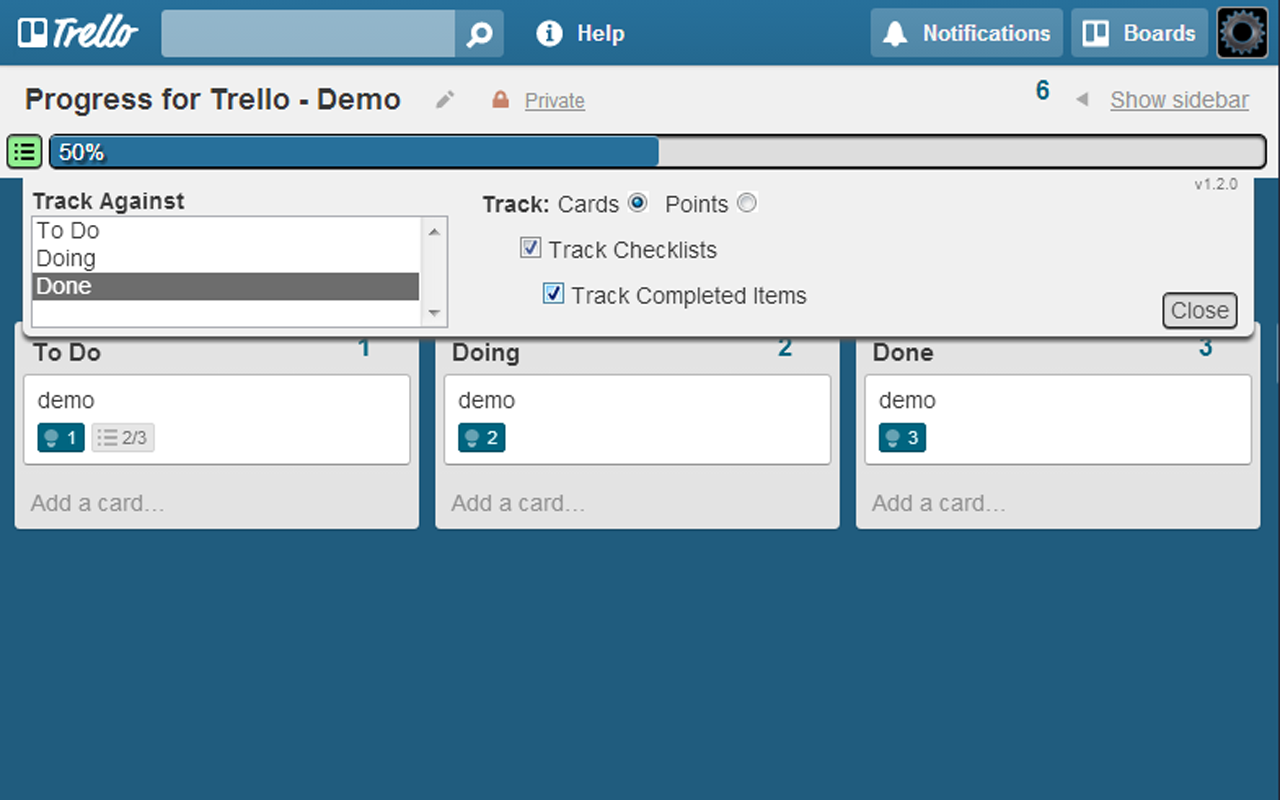 Trello Help Notifications Boards
Progress for Trello - Demo Private 6 Show sidebar
50%
v1.2.0
Track Against
To Do
Doing
Done
Track: Cards Points
Track Checklists
Track Completed Items
Close
To Do 1
demo
1 2/3
Add a card…
Doing 2
demo
2
Add a card…
Done 3
demo
3
Add a card…